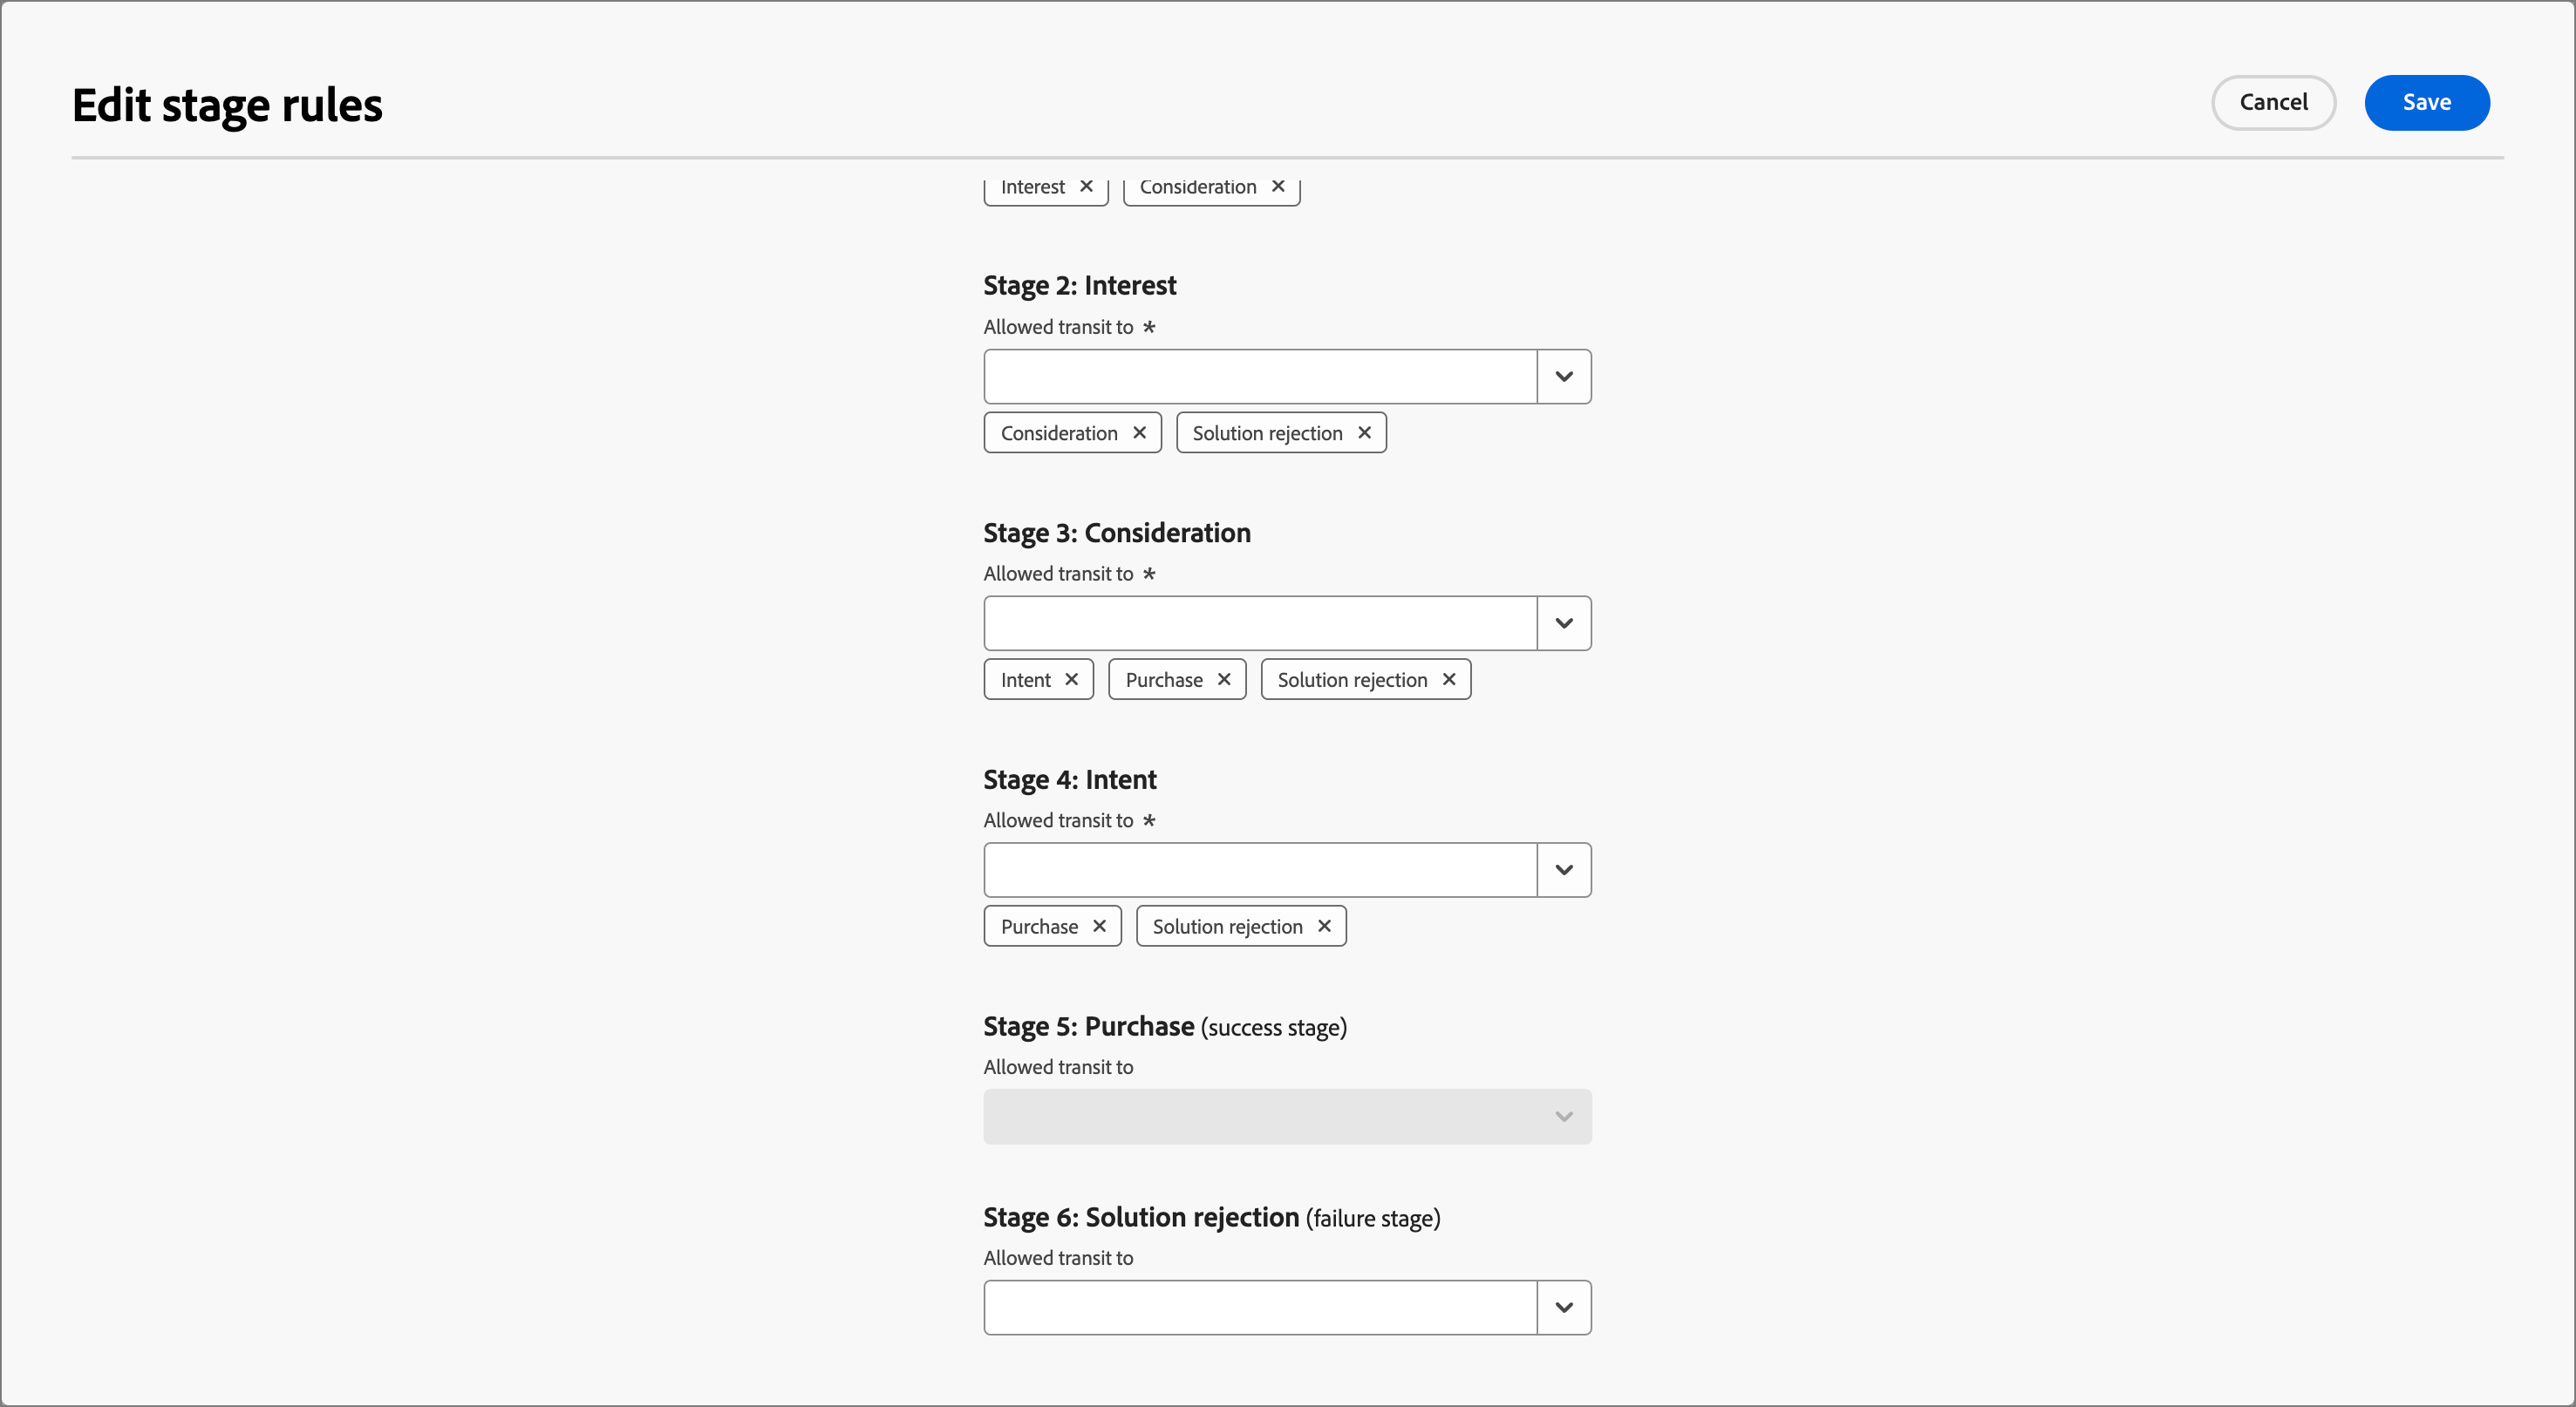 Edit stage rules
Cancel
Save
Interest
Consideration
Stage 2: Interest
Allowed transit to *
Consideration
Solution rejection
Stage 3: Consideration
Allowed transit to *
Intent
Purchase
Solution rejection
Stage 4: Intent
Allowed transit to *
Purchase
Solution rejection
Stage 5: Purchase (success stage)
Allowed transit to
Stage 6: Solution rejection (failure stage)
Allowed transit to